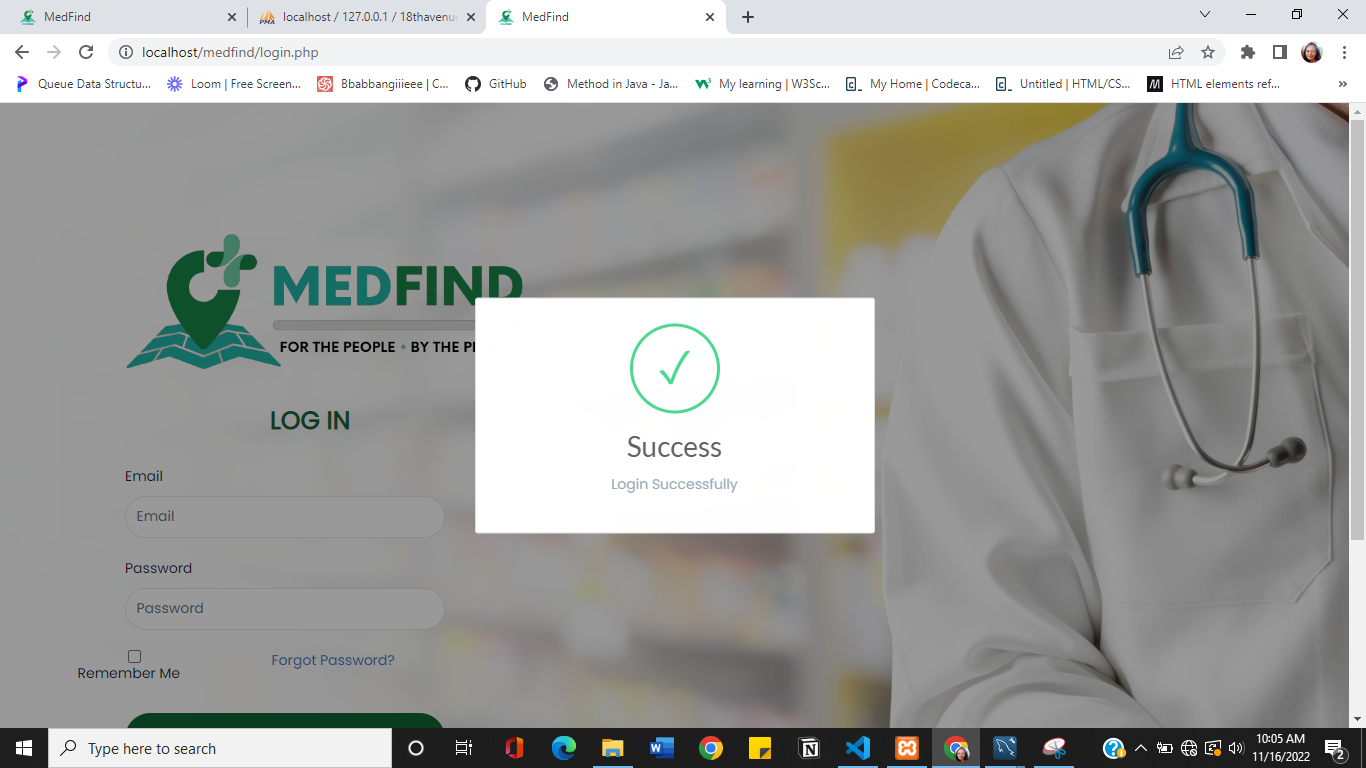 MedFind
localhost / 127.0.0.1 / 18thavenu
MedFind
localhost/medfind/login.php
Queue Data Structu...
Loom | Free Screen...
Bbabbangiiieee | C...
GitHub
Method in Java - Ja...
My learning | W3Sc...
My Home | Codeca...
Untitled | HTML/CS...
HTML elements ref...
»
MEDFIND
FOR THE PEOPLE • BY THE
LOG IN
Email
Email
Password
Password
Remember Me
Forgot Password?
Success
Login Successfully
Type here to search
10:05 AM
11/16/2022
2